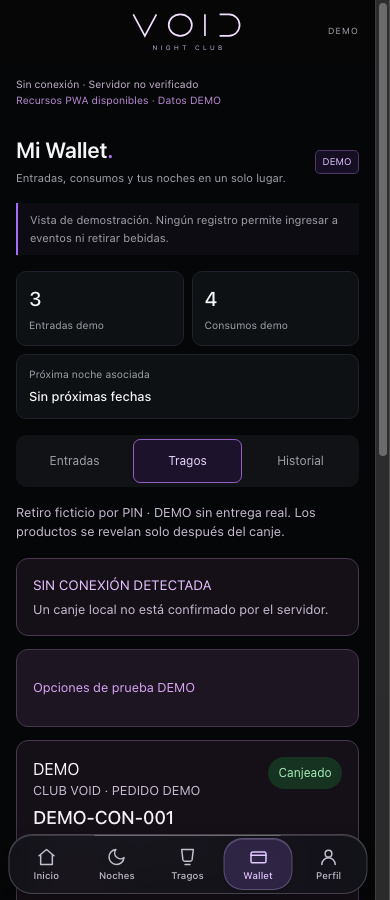 VOID
NIGHT CLUB
DEMO
Sin conexión · Servidor no verificado
Recursos PWA disponibles · Datos DEMO
Mi Wallet.
DEMO
Entradas, consumos y tus noches en un solo lugar.
Vista de demostración. Ningún registro permite ingresar a
eventos ni retirar bebidas.
3
Entradas demo
4
Consumos demo
Próxima noche asociada
Sin próximas fechas
Entradas
Tragos
Historial
Retiro ficticio por PIN · DEMO sin entrega real. Los
productos se revelan solo después del canje.
SIN CONEXIÓN DETECTADA
Un canje local no está confirmado por el servidor.
Opciones de prueba DEMO
DEMO
Canjeado
CLUB VOID · PEDIDO DEMO
DEMO-CON-001
Inicio
Noches
Tragos
Wallet
Perfil